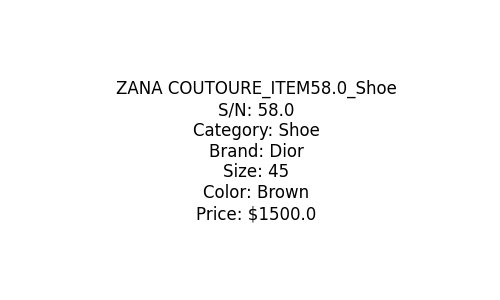 ZANA COUTOURE_ITEM58.0_Shoe
S/N: 58.0
Category: Shoe
Brand: Dior
Size: 45
Color: Brown
Price: $1500.0